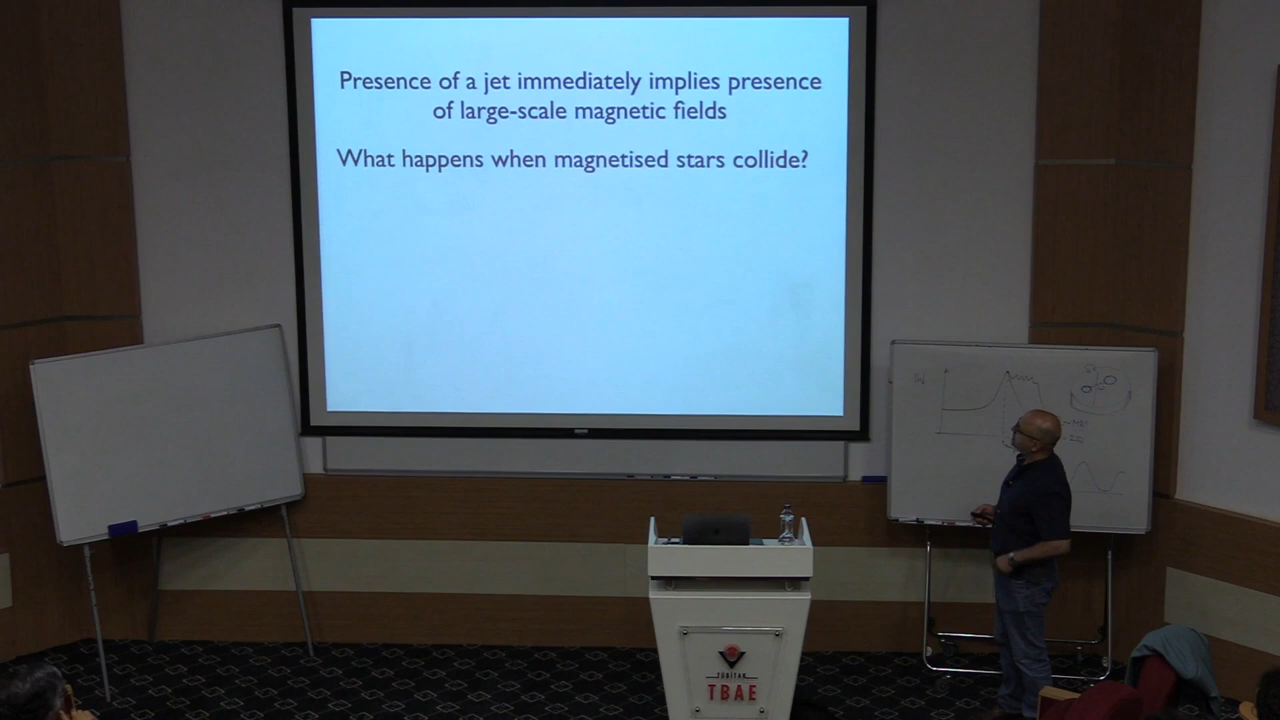 Presence of a jet immediately implies presence
of large-scale magnetic fields
What happens when magnetised stars collide?
TÜBİTAK
TBAE